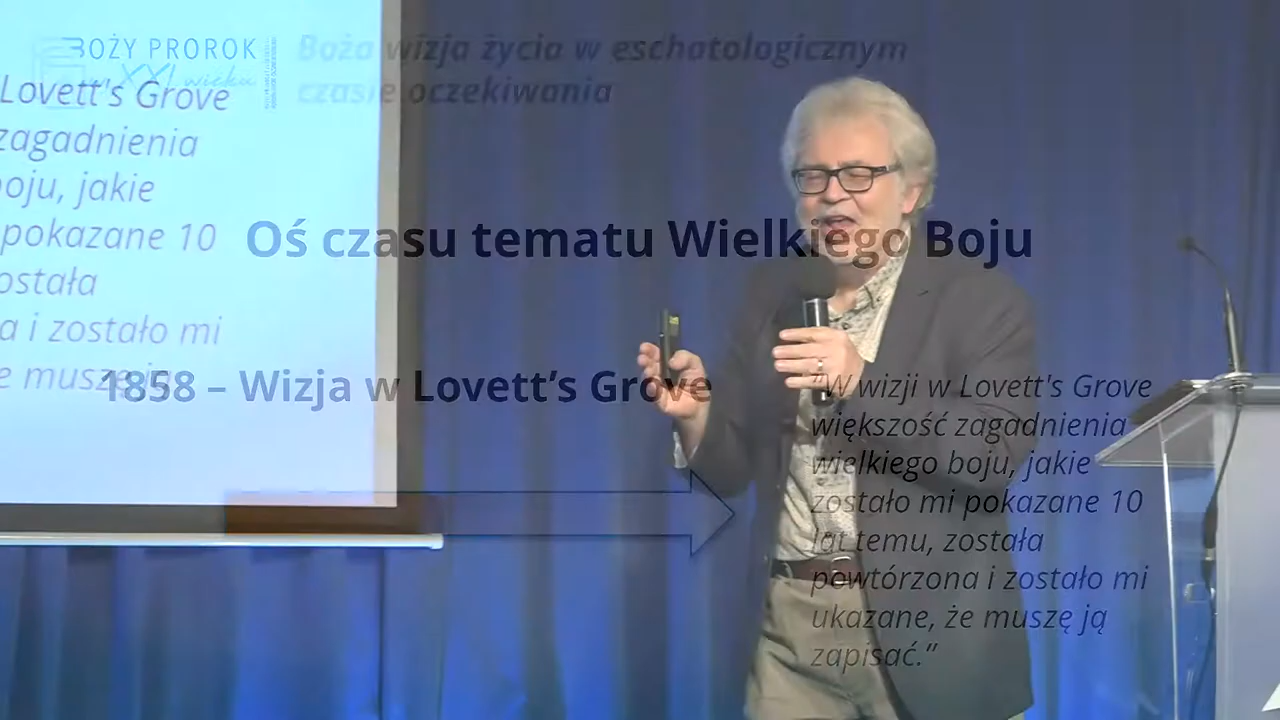 BOŻY PROROK
w XXI wieku
Boża wizja życia w eschatologicznym
czasie oczekiwania
Lovett's Grove
zagadnienia
boju, jakie
pokazane 10
ostała
a i zostało mi
e muszę ją
Oś czasu tematu Wielkiego Boju
1858 – Wizja w Lovett’s Grove
“W wizji w Lovett's Grove
większość zagadnienia
wielkiego boju, jakie
zostało mi pokazane 10
lat temu, została
powtórzona i zostało mi
ukazane, że muszę ją
zapisać.”